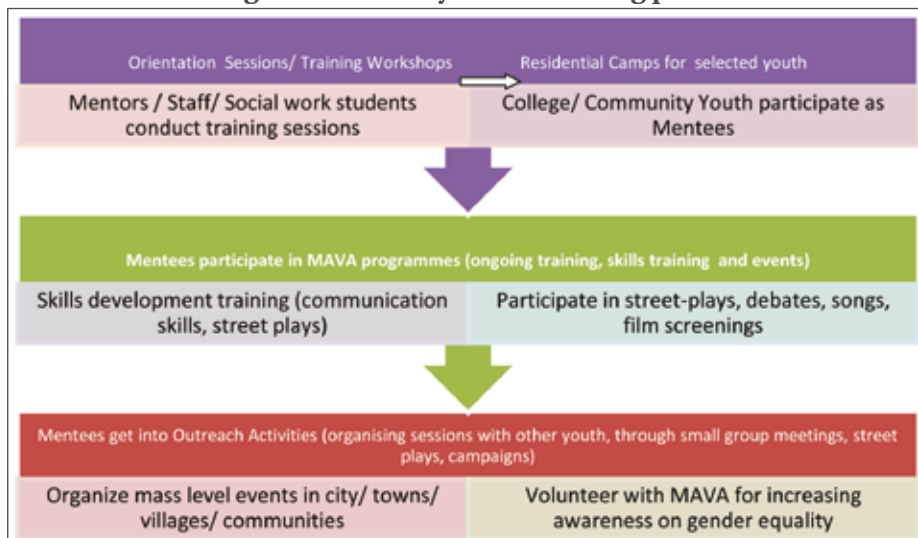 Orientation Sessions/ Training Workshops
Residential Camps for selected youth
Mentors / Staff/ Social work students
conduct training sessions
College/ Community Youth participate as
Mentees
Mentees participate in MAVA programmes (ongoing training, skills training and events)
Skills development training (communication
skills, street plays)
Participate in street-plays, debates, songs,
film screenings
Mentees get into Outreach Activities (organising sessions with other youth, through small group meetings, street
plays, campaigns)
Organize mass level events in city/ towns/
villages/ communities
Volunteer with MAVA for increasing
awareness on gender equality